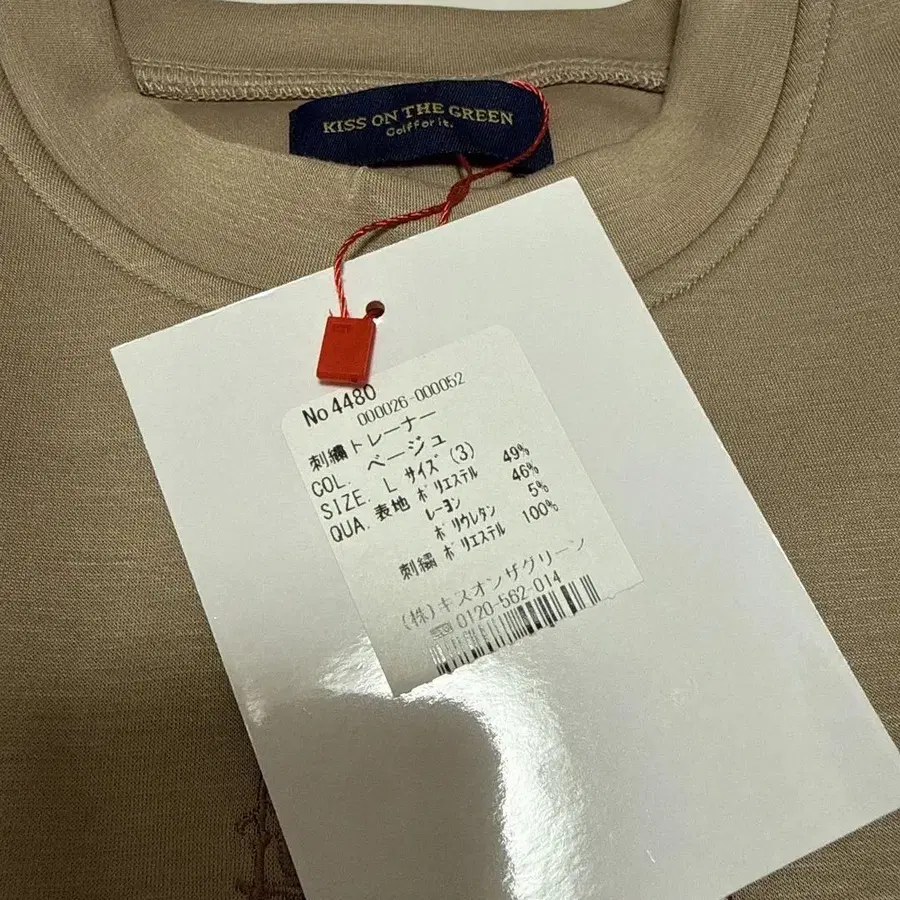 KISS ON THE GREEN
Golf for it.
No 4480
000026-000052
刺繍トレーナー
COL. ベージュ
SIZE. L サイズ (3)
QUA. 表地 ポリエステル 49%
レーヨン 46%
ポリウレタン 5%
刺繍 ポリエステル 100%
(株)キスオンザグリーン
0120-562-014